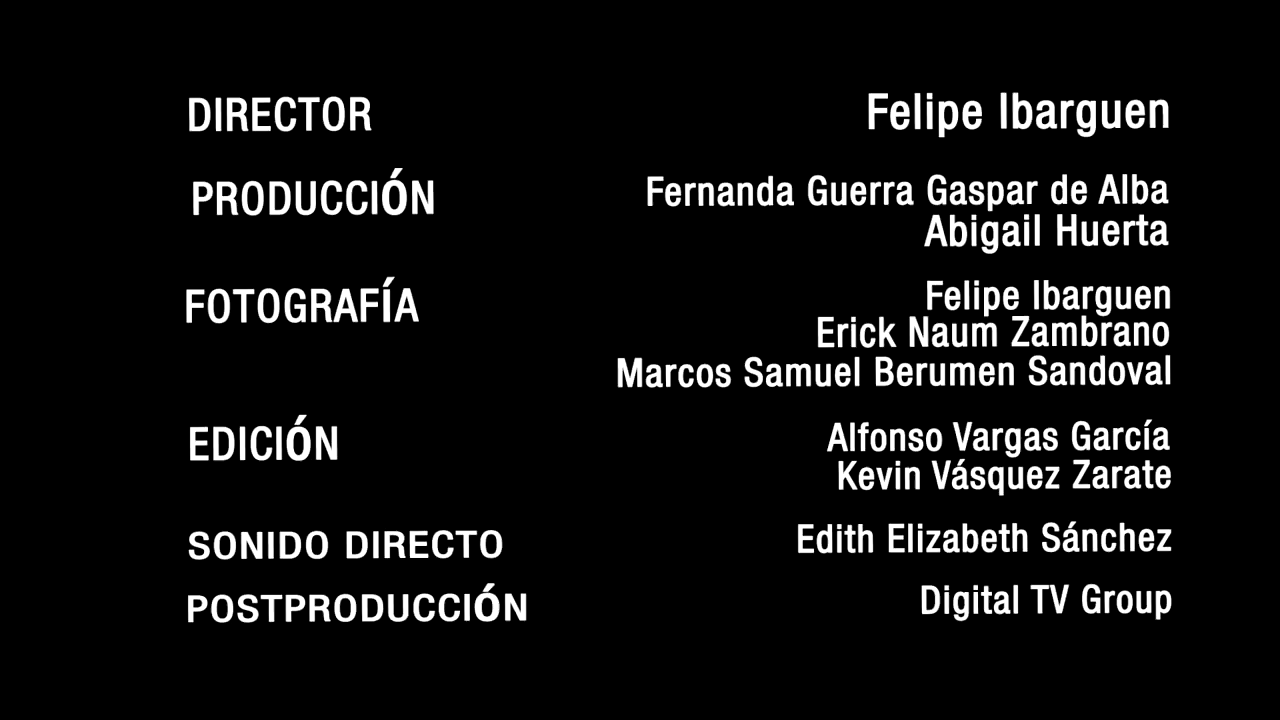 DIRECTOR Felipe Ibarguen
PRODUCCIÓN Fernanda Guerra Gaspar de Alba
Abigail Huerta
FOTOGRAFÍA Felipe Ibarguen
Erick Naum Zambrano
Marcos Samuel Berumen Sandoval
EDICIÓN Alfonso Vargas García
Kevin Vásquez Zarate
SONIDO DIRECTO Edith Elizabeth Sánchez
POSTPRODUCCIÓN Digital TV Group